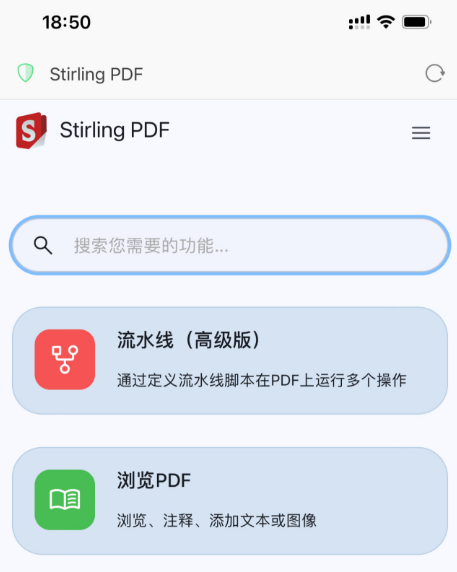 18:50
Stirling PDF
S Stirling PDF
搜索您需要的功能...
流水线（高级版）
通过定义流水线脚本在PDF上运行多个操作
浏览PDF
浏览、注释、添加文本或图像